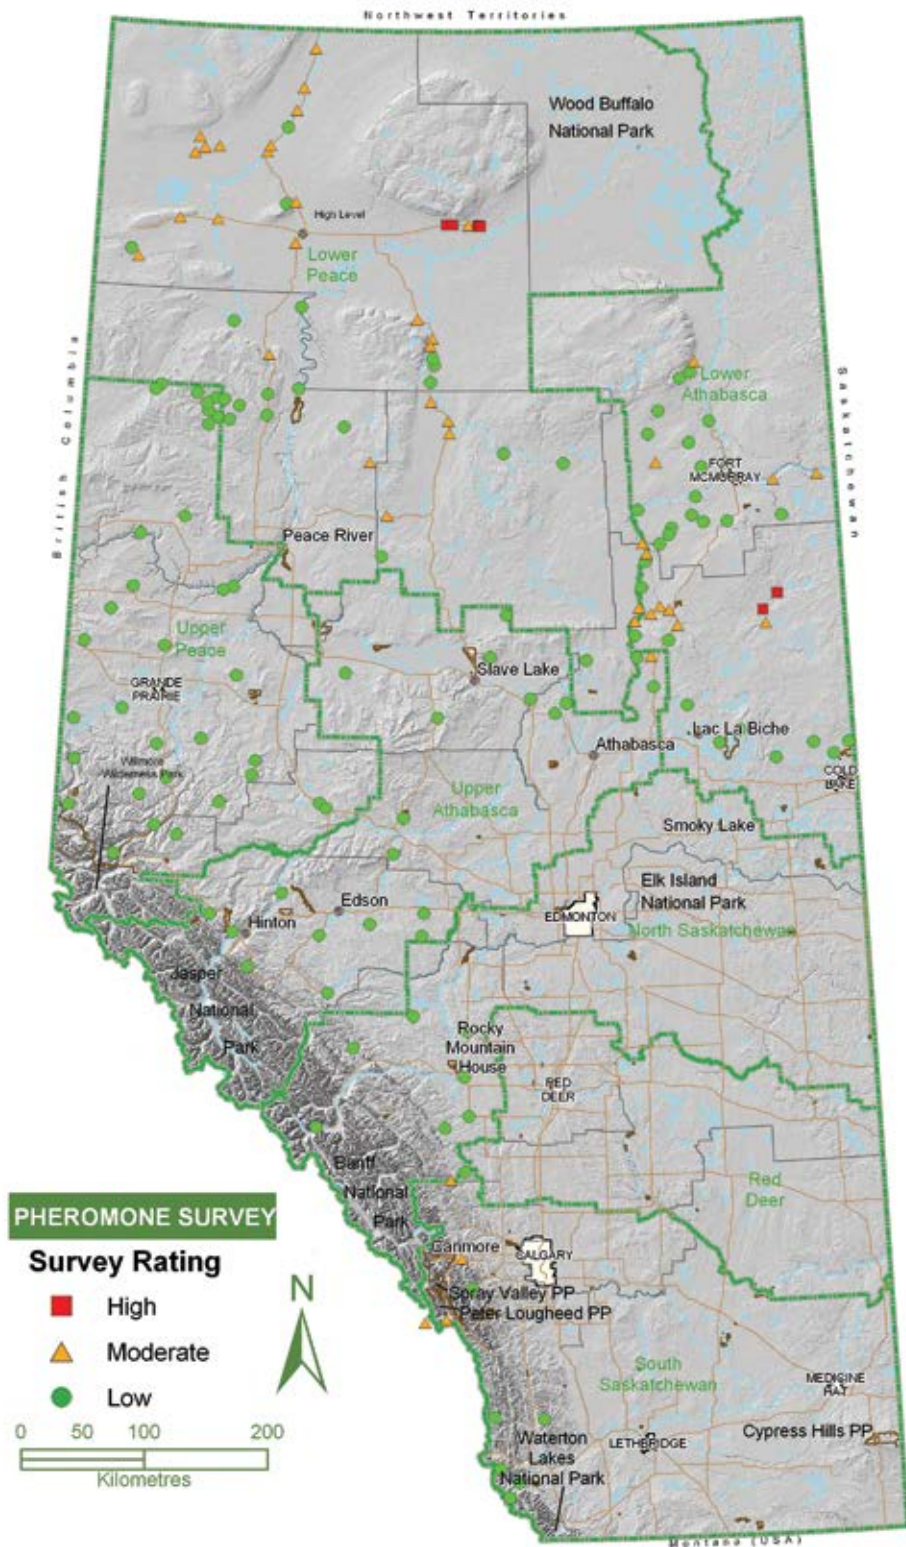 Northwest Territories
Wood Buffalo
National Park
High Level
Lower
Peace
British Columbia
Saskatchewan
Lower
Athabasca
FORT
MCMURRAY
Peace River
Upper
Peace
Slave Lake
GRANDE
PRAIRIE
Lac La Biche
Athabasca
Willmore
Wilderness Park
COLD
LAKE
Upper
Athabasca
Smoky Lake
Elk Island
National Park
Edson
EDMONTON
Hinton
North Saskatchewan
Jasper
National
Park
Rocky
Mountain
House
RED
DEER
Banff
National
Park
Red
Deer
PHEROMONE SURVEY
Survey Rating
High
Moderate
Low
N
0 50 100 200
Kilometres
Canmore
CALGARY
Spray Valley PP
Peter Lougheed PP
South
Saskatchewan
MEDICINE
HAT
Cypress Hills PP
Waterton
Lakes
National Park
LETHBRIDGE
Montana (USA)